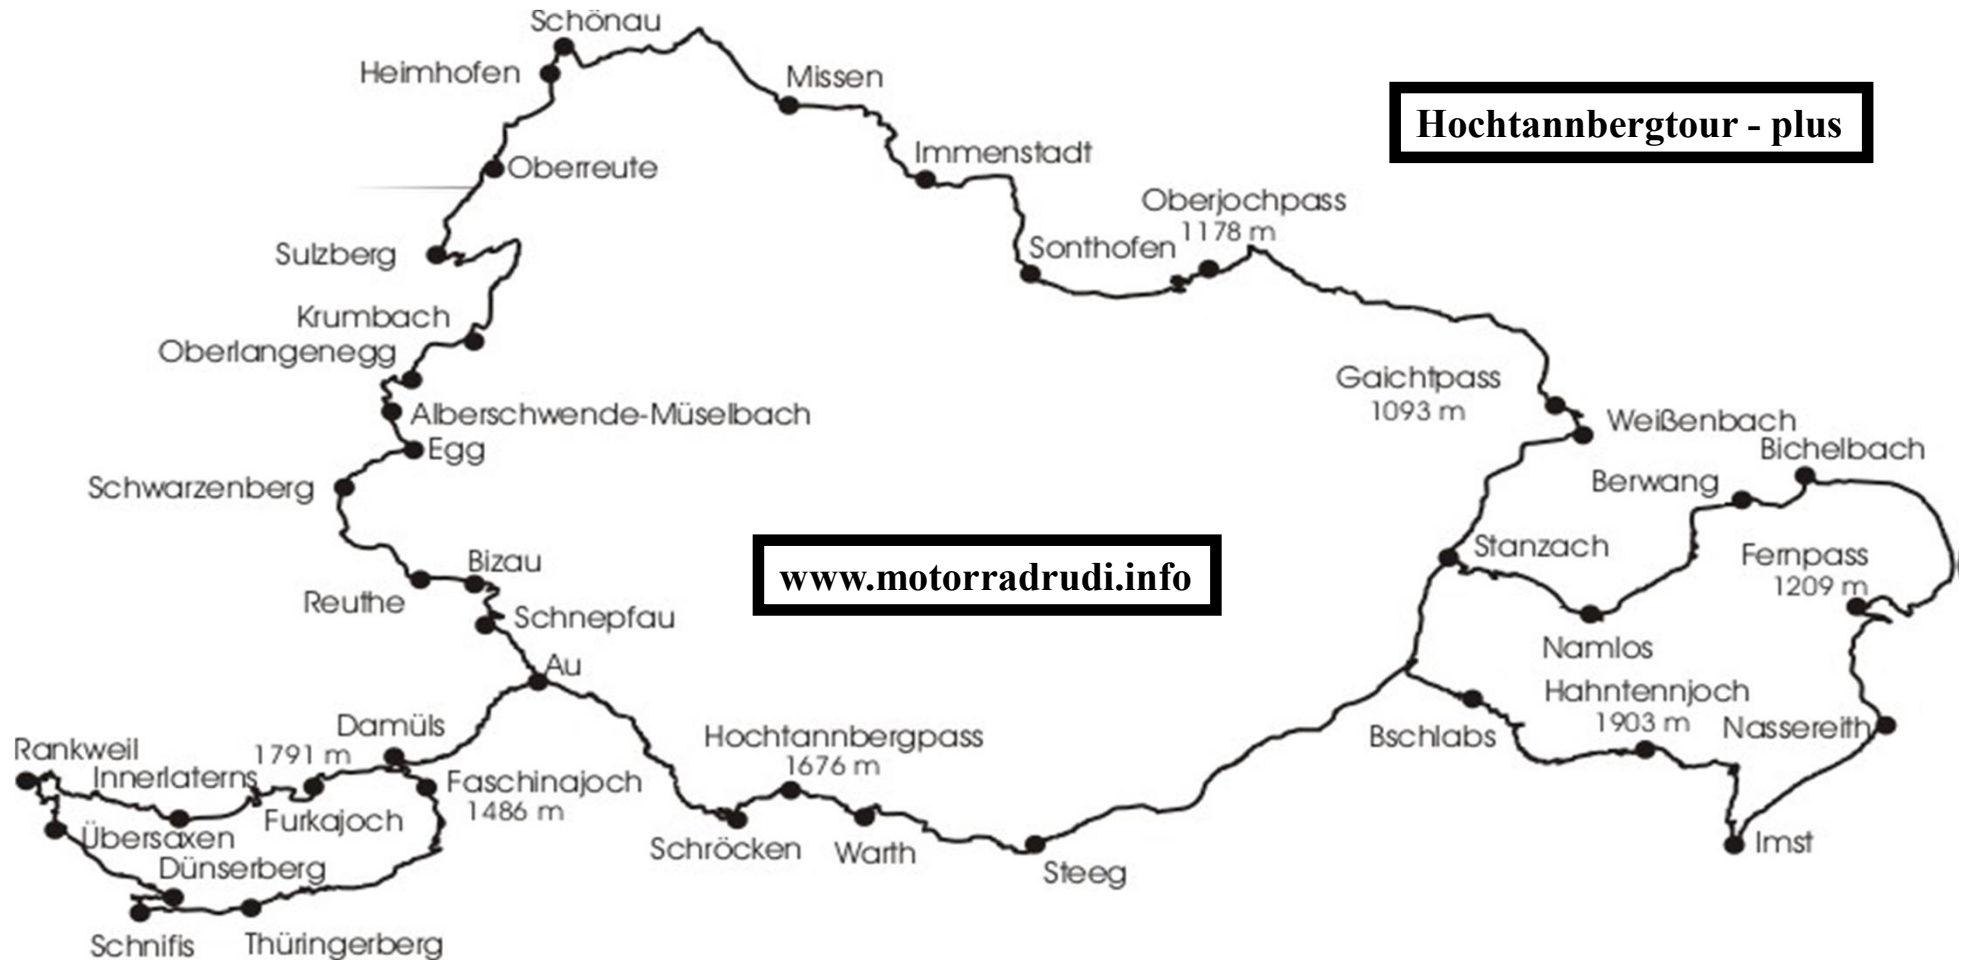 Schönau
Heimhofen
Missen
Hochtannbergtour - plus
Immenstadt
Oberreute
Oberjochpass
1178 m
Sonthofen
Sulzberg
Krumbach
Oberlangenegg
Gaichtpass
1093 m
Alberschwende-Müselbach
Weißenbach
Egg
Bichelbach
Schwarzenberg
Berwang
Stanzach
Fernpass
1209 m
Bizau
www.motorradrudi.info
Reuthe
Schnepfau
Namlos
Au
Hahntennjoch
1903 m
Damüls
Nassereith
Hochtannbergpass
1676 m
Bschlabs
Rankweil
1791 m
Innerlaterns
Faschinajoch
1486 m
Furkajoch
Übersaxen
Schröcken
Warth
Imst
Dünserberg
Steeg
Schnifis
Thüringerberg